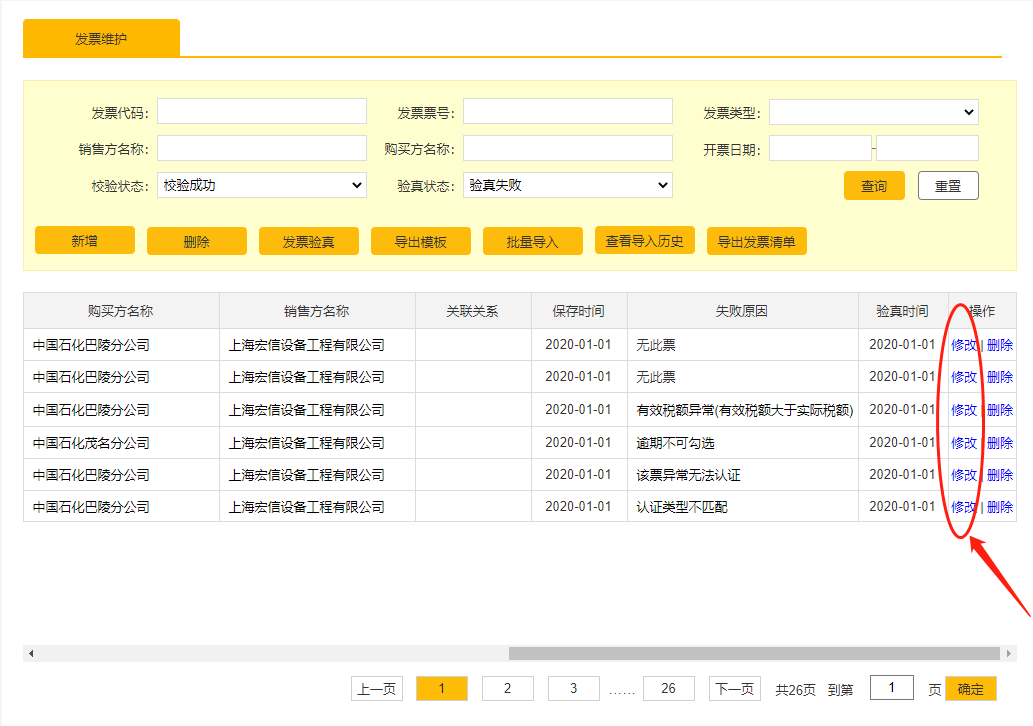 发票维护
发票代码: 发票票号: 发票类型:
销售方名称: 购买方名称: 开票日期: -
校验状态: 校验成功 验真状态: 验真失败 查询 重置
新增 删除 发票验真 导出模板 批量导入 查看导入历史 导出发票清单
购买方名称 销售方名称 关联关系 保存时间 失败原因 验真时间 操作
中国石化巴陵分公司 上海宏信设备工程有限公司 2020-01-01 无此票 2020-01-01 修改 | 删除
中国石化巴陵分公司 上海宏信设备工程有限公司 2020-01-01 无此票 2020-01-01 修改 | 删除
中国石化巴陵分公司 上海宏信设备工程有限公司 2020-01-01 有效税额异常(有效税额大于实际税额) 2020-01-01 修改 | 删除
中国石化茂名分公司 上海宏信设备工程有限公司 2020-01-01 逾期不可勾选 2020-01-01 修改 | 删除
中国石化巴陵分公司 上海宏信设备工程有限公司 2020-01-01 该票异常无法认证 2020-01-01 修改 | 删除
中国石化巴陵分公司 上海宏信设备工程有限公司 2020-01-01 认证类型不匹配 2020-01-01 修改 | 删除
上一页 1 2 3 ...... 26 下一页 共26页 到第 1 页 确定